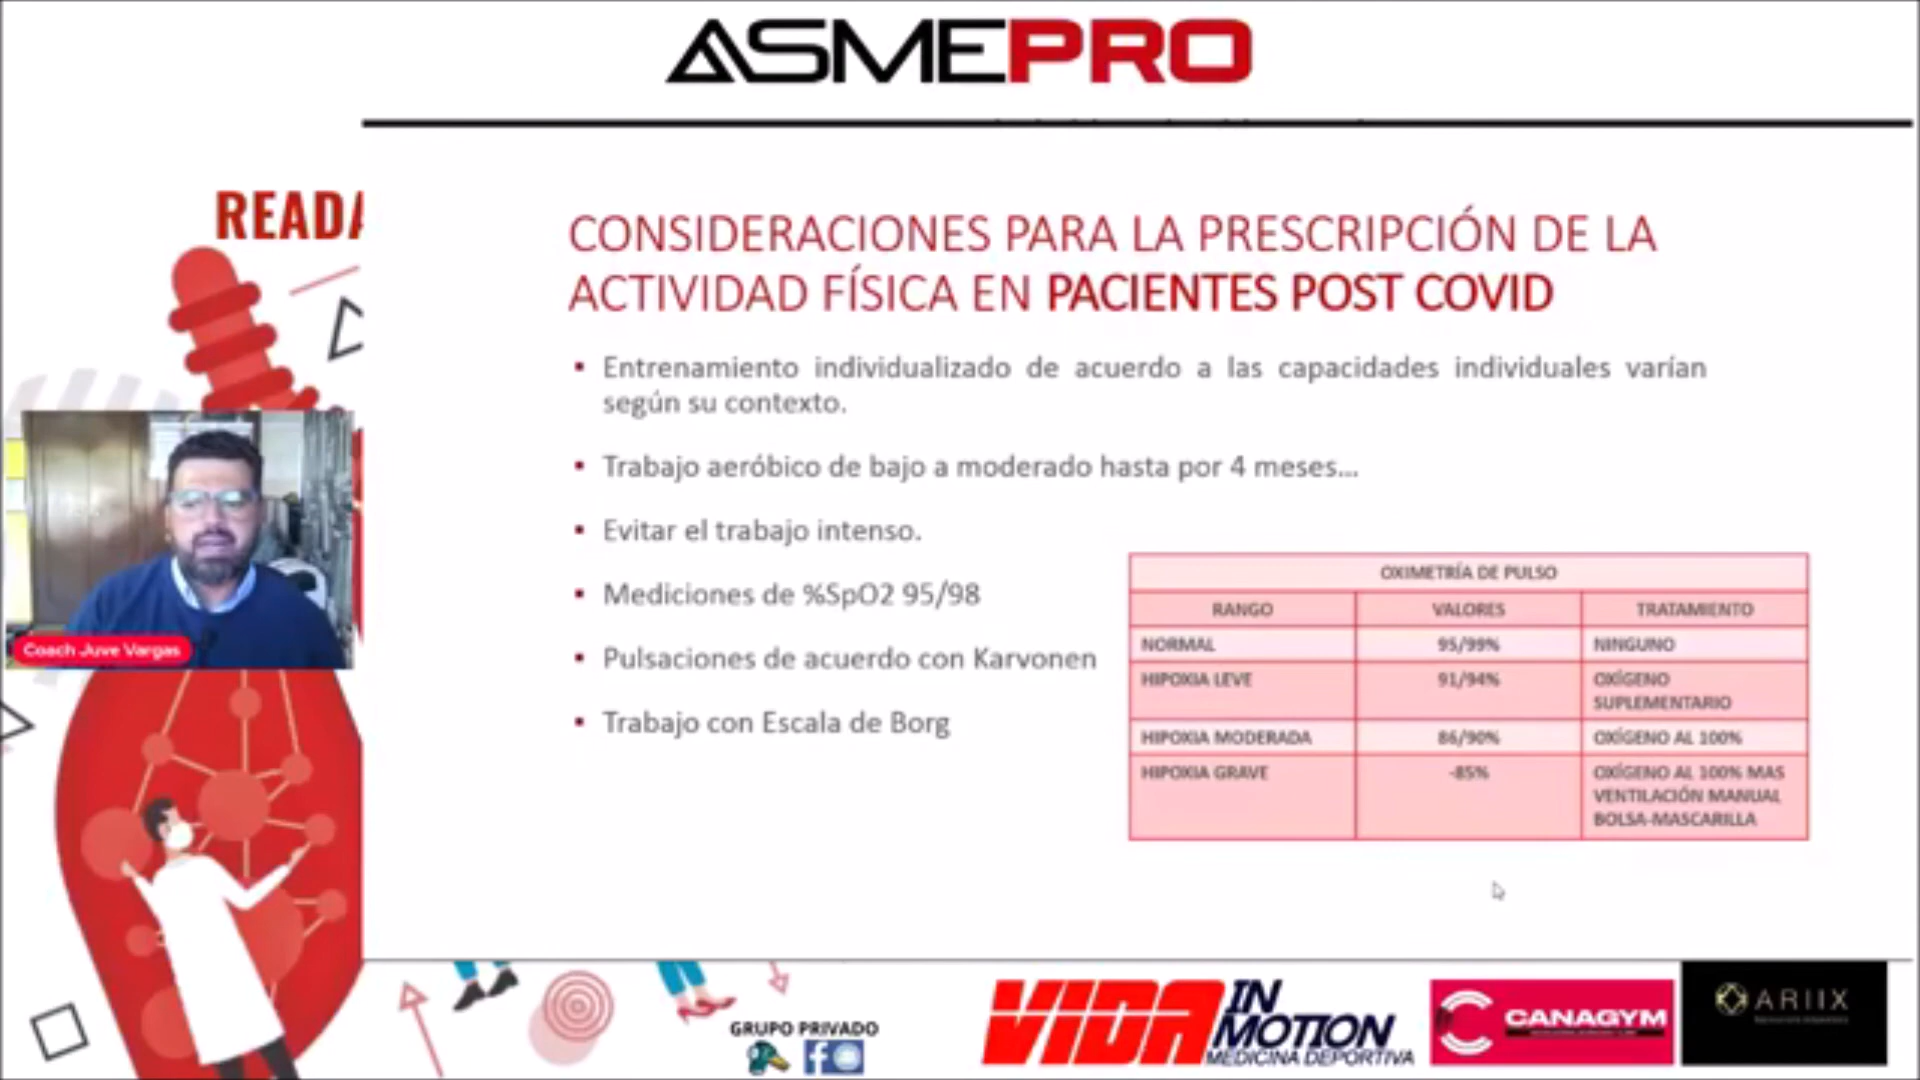 ASMEPRO
READA
CONSIDERACIONES PARA LA PRESCRIPCIÓN DE LA
ACTIVIDAD FÍSICA EN PACIENTES POST COVID
▪ Entrenamiento individualizado de acuerdo a las capacidades individuales varían
según su contexto.
▪ Trabajo aeróbico de bajo a moderado hasta por 4 meses...
▪ Evitar el trabajo intenso.
▪ Mediciones de %SpO2 95/98
▪ Pulsaciones de acuerdo con Karvonen
▪ Trabajo con Escala de Borg
OXIMETRÍA DE PULSO
RANGO VALORES TRATAMIENTO
NORMAL 95/99% NINGUNO
HIPOXIA LEVE 91/94% OXÍGENO
SUPLEMENTARIO
HIPOXIA MODERADA 86/90% OXÍGENO AL 100%
HIPOXIA GRAVE -85% OXÍGENO AL 100% MAS
VENTILACIÓN MANUAL
BOLSA-MASCARILLA
Coach Juve Vargas
GRUPO PRIVADO
VIDA IN
MOTION
MEDICINA DEPORTIVA
CANAGYM
ARIIX